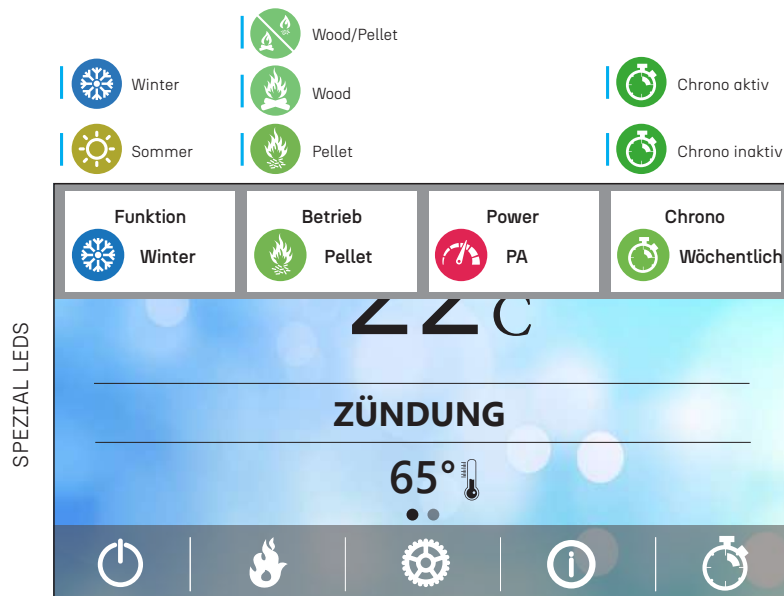 Wood/Pellet
Winter
Wood
Chrono aktiv
Sommer
Pellet
Chrono inaktiv
Funktion
Winter
Betrieb
Pellet
Power
PA
Chrono
Wöchentlich
SPEZIAL LEDS
22°C
ZÜNDUNG
65°